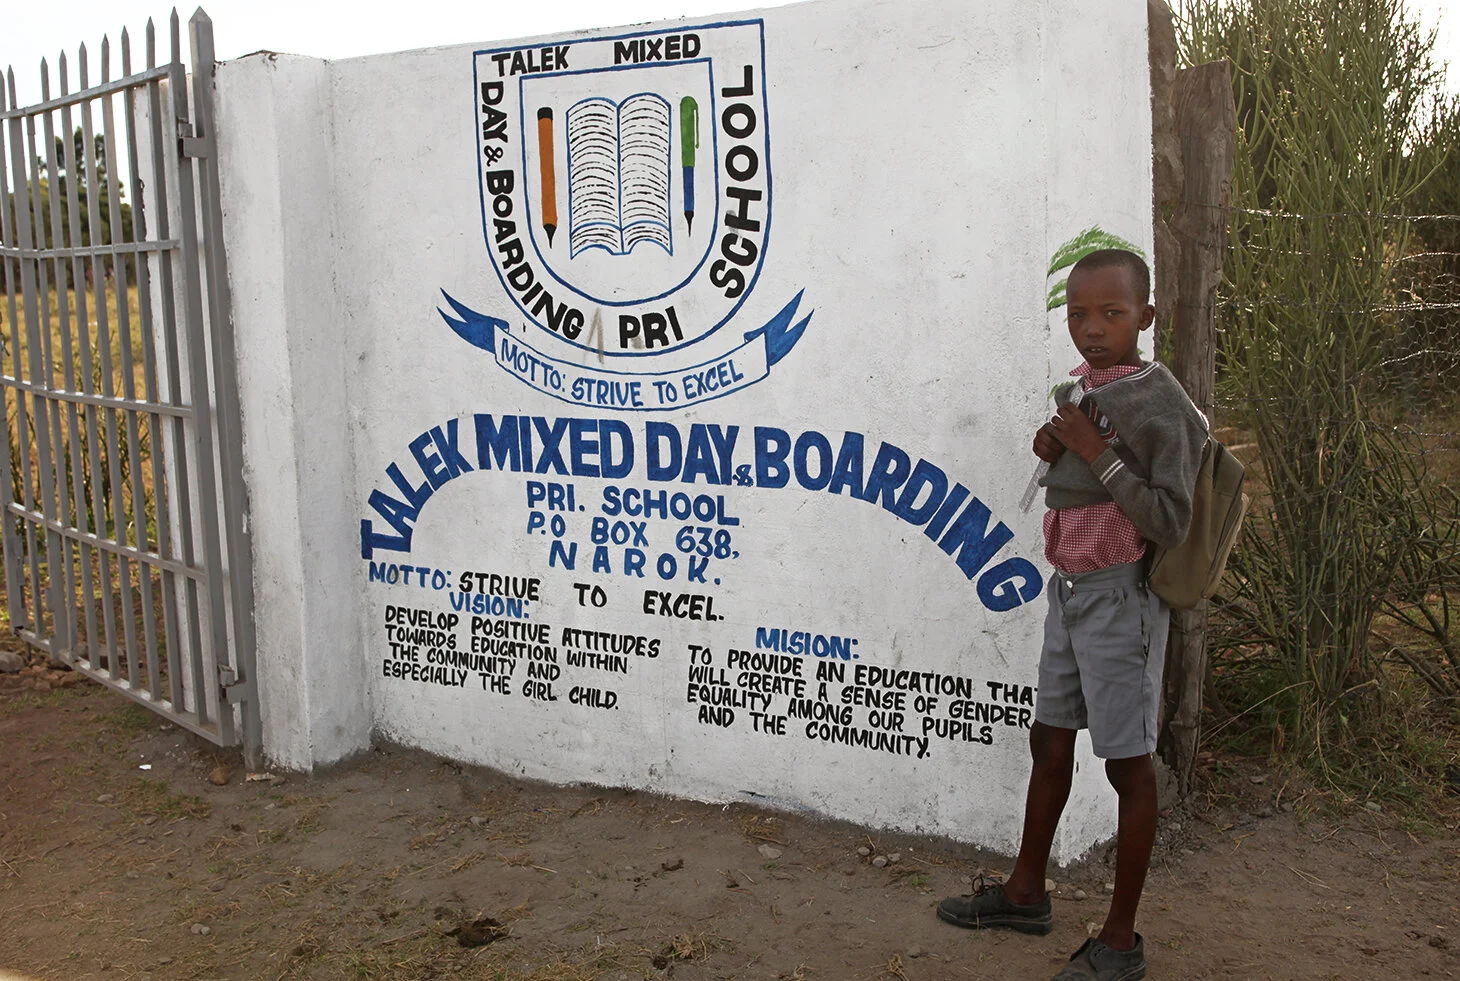 TALEK MIXED
DAY & BOARDING PRI SCHOOL
MOTTO: STRIVE TO EXCEL
TALEK MIXED DAY & BOARDING
PRI. SCHOOL
P.O BOX 638,
NAROK.
MOTTO: STRIVE TO EXCEL.
VISION:
DEVELOP POSITIVE ATTITUDES
TOWARDS EDUCATION WITHIN
THE COMMUNITY AND
ESPECIALLY THE GIRL CHILD.
MISION:
TO PROVIDE AN EDUCATION THA
WILL CREATE A SENSE OF GENDER
EQUALITY AMONG OUR PUPILS
AND THE COMMUNITY.